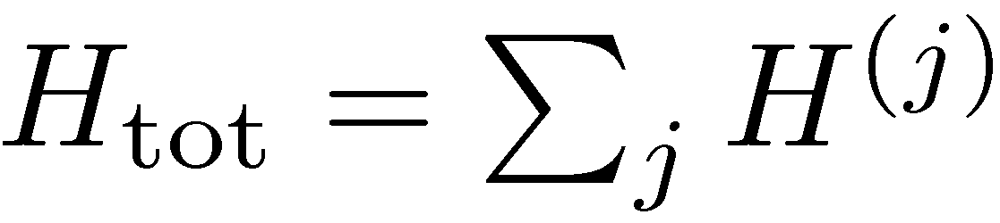 H_tot = ∑_j H^(j)